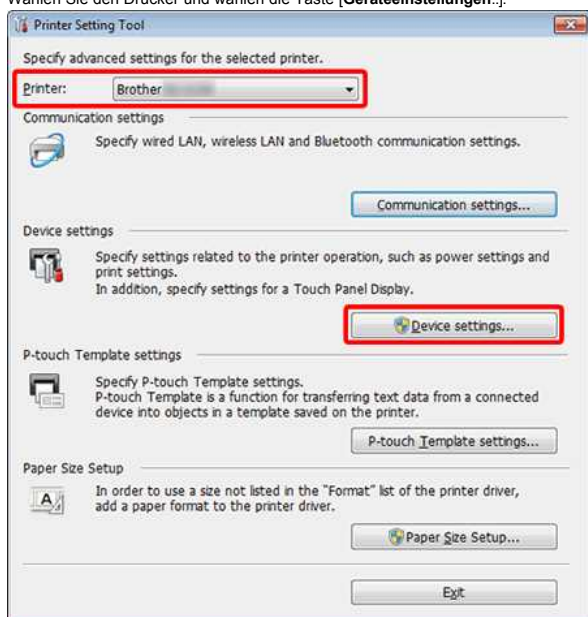 Wählen Sie den Drucker und wählen die Taste [Geräteeinstellungen..].
Printer Setting Tool
Specify advanced settings for the selected printer.
Printer: Brother
Communication settings
Specify wired LAN, wireless LAN and Bluetooth communication settings.
Communication settings...
Device settings
Specify settings related to the printer operation, such as power settings and
print settings.
In addition, specify settings for a Touch Panel Display.
Device settings...
P-touch Template settings
Specify P-touch Template settings.
P-touch Template is a function for transferring text data from a connected
device into objects in a template saved on the printer.
P-touch Template settings...
Paper Size Setup
In order to use a size not listed in the "Format" list of the printer driver,
add a paper format to the printer driver.
Paper Size Setup...
Exit